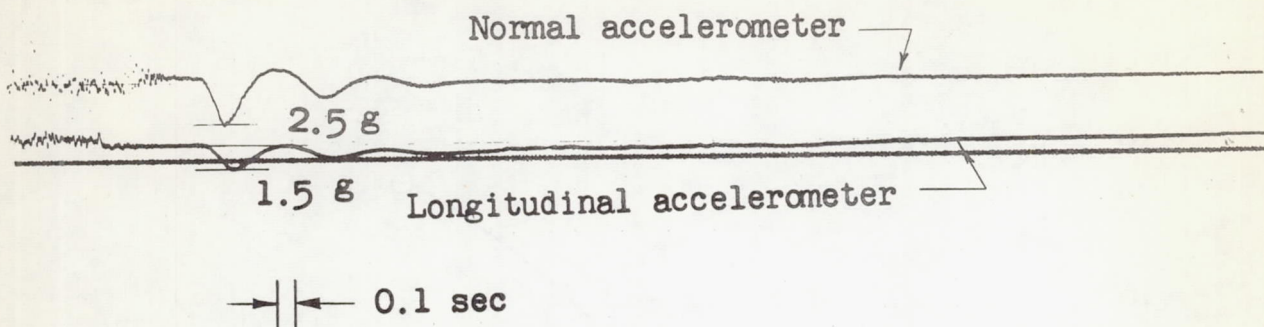 Normal accelerometer
2.5 g
1.5 g
Longitudinal accelerometer
0.1 sec